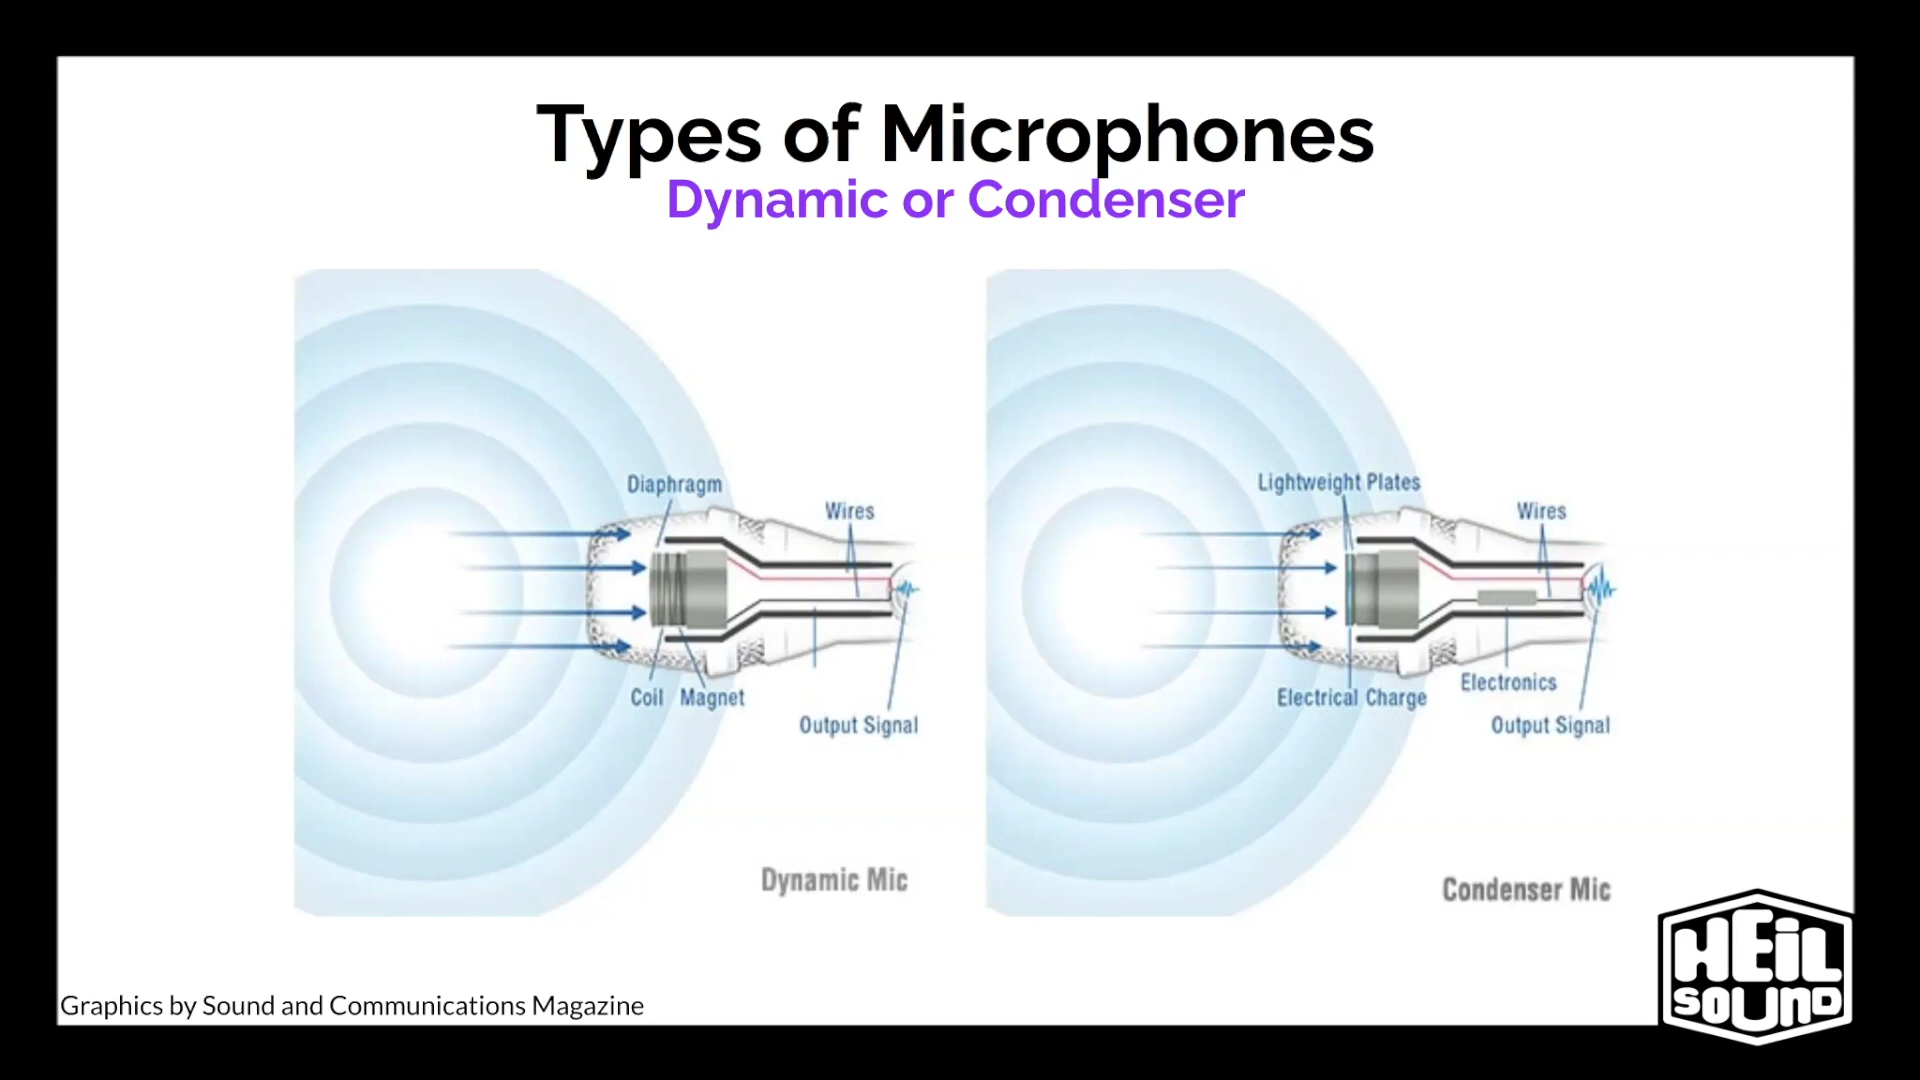 Types of Microphones
Dynamic or Condenser
Diaphragm
Wires
Coil Magnet
Output Signal
Dynamic Mic
Lightweight Plates
Wires
Electrical Charge
Electronics
Output Signal
Condenser Mic
Graphics by Sound and Communications Magazine
HEiL
SOUND